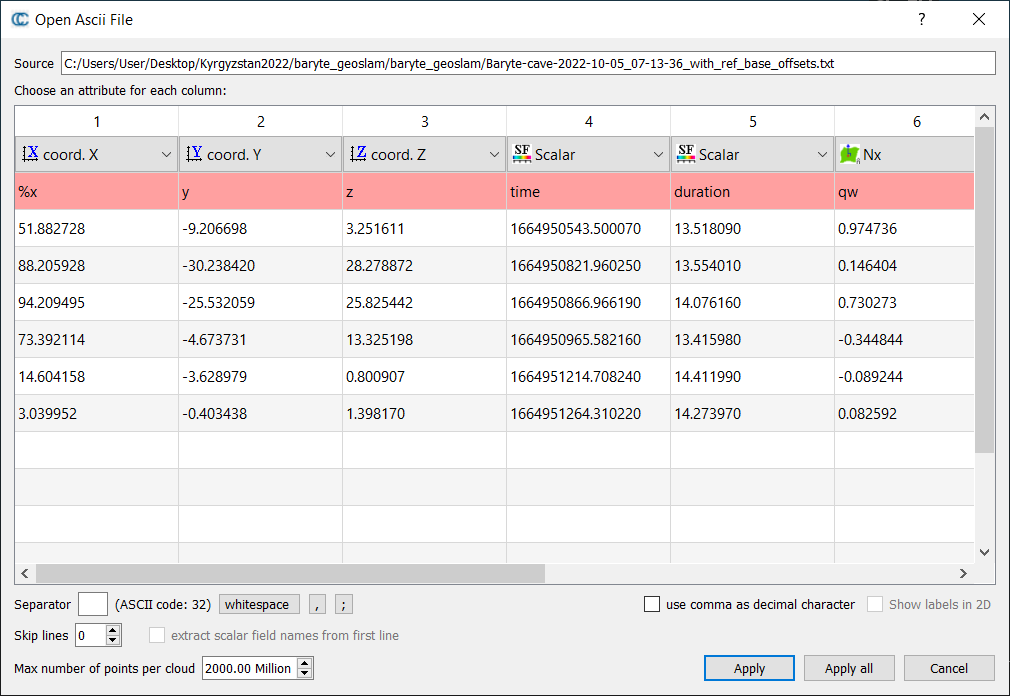 Open Ascii File ?
Source C:/Users/User/Desktop/Kyrgyzstan2022/baryte_geoslam/baryte_geoslam/Baryte-cave-2022-10-05_07-13-36_with_ref_base_offsets.txt
Choose an attribute for each column:
1 2 3 4 5 6
X coord. X Y coord. Y Z coord. Z SF Scalar SF Scalar Nx
%x y z time duration qw
51.882728 -9.206698 3.251611 1664950543.500070 13.518090 0.974736
88.205928 -30.238420 28.278872 1664950821.960250 13.554010 0.146404
94.209495 -25.532059 25.825442 1664950866.966190 14.076160 0.730273
73.392114 -4.673731 13.325198 1664950965.582160 13.415980 -0.344844
14.604158 -3.628979 0.800907 1664951214.708240 14.411990 -0.089244
3.039952 -0.403438 1.398170 1664951264.310220 14.273970 0.082592
Separator (ASCII code: 32) whitespace , ; use comma as decimal character Show labels in 2D
Skip lines 0 extract scalar field names from first line
Max number of points per cloud 2000.00 Million Apply Apply all Cancel